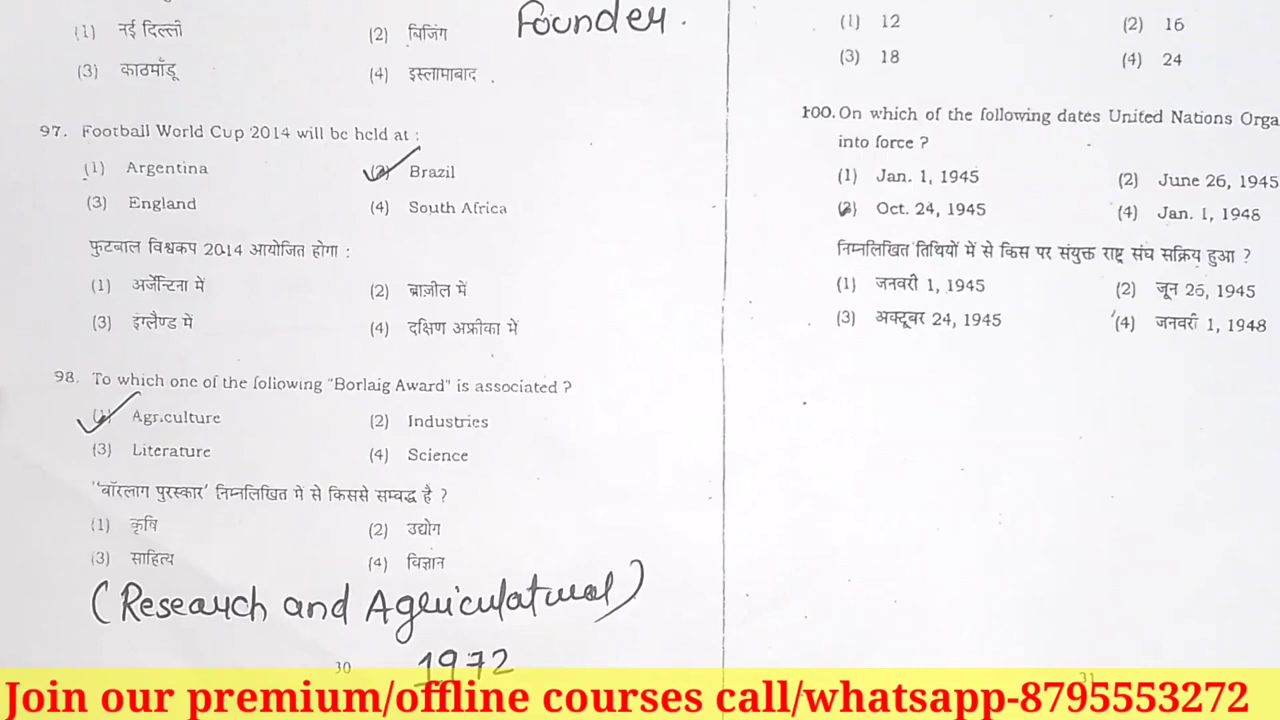 (1) नई दिल्ली (2) बिजिंग
Founder.
(3) काठमाँडू (4) इस्लामाबाद .
97. Football World Cup 2014 will be held at :
(1) Argentina (2) Brazil
(3) England (4) South Africa
फुटबाल विश्वकप 2014 आयोजित होगा :
(1) अर्जेन्टिना में (2) ब्राज़ील में
(3) इंग्लैण्ड में (4) दक्षिण अफ्रीका में
98. To which one of the following "Borlaig Award" is associated ?
(1) Agriculture (2) Industries
(3) Literature (4) Science
"बॉरलाग पुरस्कार' निम्नलिखित में से किससे सम्बद्ध है ?
(1) कृषि (2) उद्योग
(3) साहित्य (4) विज्ञान
(Research and Agriculatural)
1972
30
(1) 12 (2) 16
(3) 18 (4) 24
100. On which of the following dates United Nations Orga
into force ?
(1) Jan. 1, 1945 (2) June 26, 1945
(3) Oct. 24, 1945 (4) Jan. 1, 1948
निम्नलिखित तिथियों में से किस पर संयुक्त राष्ट्र संघ सक्रिय हुआ ?
(1) जनवरी 1, 1945 (2) जून 26, 1945
(3) अक्टूबर 24, 1945 (4) जनवरी 1, 1948
31
Join our premium/offline courses call/whatsapp-8795553272